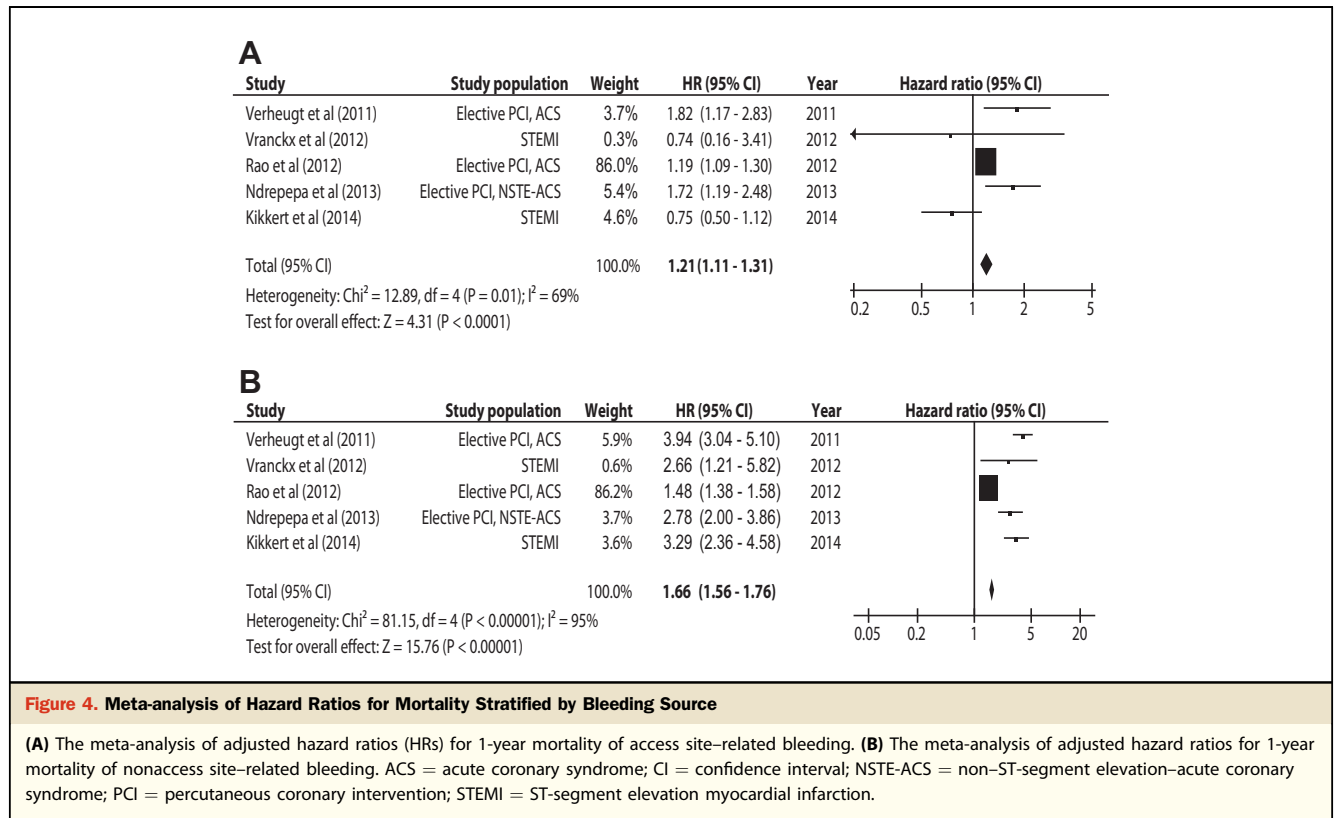 A
Study Study population Weight HR (95% CI) Year Hazard ratio (95% CI)
Verheugt et al (2011) Elective PCI, ACS 3.7% 1.82 (1.17 - 2.83) 2011
Vranckx et al (2012) STEMI 0.3% 0.74 (0.16 - 3.41) 2012
Rao et al (2012) Elective PCI, ACS 86.0% 1.19 (1.09 - 1.30) 2012
Ndrepepa et al (2013) Elective PCI, NSTE-ACS 5.4% 1.72 (1.19 - 2.48) 2013
Kikkert et al (2014) STEMI 4.6% 0.75 (0.50 - 1.12) 2014
Total (95% CI) 100.0% 1.21 (1.11 - 1.31)
Heterogeneity: Chi² = 12.89, df = 4 (P = 0.01); I² = 69%
Test for overall effect: Z = 4.31 (P < 0.0001)
0.2 0.5 1 2 5
B
Study Study population Weight HR (95% CI) Year Hazard ratio (95% CI)
Verheugt et al (2011) Elective PCI, ACS 5.9% 3.94 (3.04 - 5.10) 2011
Vranckx et al (2012) STEMI 0.6% 2.66 (1.21 - 5.82) 2012
Rao et al (2012) Elective PCI, ACS 86.2% 1.48 (1.38 - 1.58) 2012
Ndrepepa et al (2013) Elective PCI, NSTE-ACS 3.7% 2.78 (2.00 - 3.86) 2013
Kikkert et al (2014) STEMI 3.6% 3.29 (2.36 - 4.58) 2014
Total (95% CI) 100.0% 1.66 (1.56 - 1.76)
Heterogeneity: Chi² = 81.15, df = 4 (P < 0.00001); I² = 95%
Test for overall effect: Z = 15.76 (P < 0.00001)
0.05 0.2 1 5 20
Figure 4. Meta-analysis of Hazard Ratios for Mortality Stratified by Bleeding Source
(A) The meta-analysis of adjusted hazard ratios (HRs) for 1-year mortality of access site–related bleeding. (B) The meta-analysis of adjusted hazard ratios for 1-year
mortality of nonaccess site–related bleeding. ACS = acute coronary syndrome; CI = confidence interval; NSTE-ACS = non–ST-segment elevation–acute coronary
syndrome; PCI = percutaneous coronary intervention; STEMI = ST-segment elevation myocardial infarction.